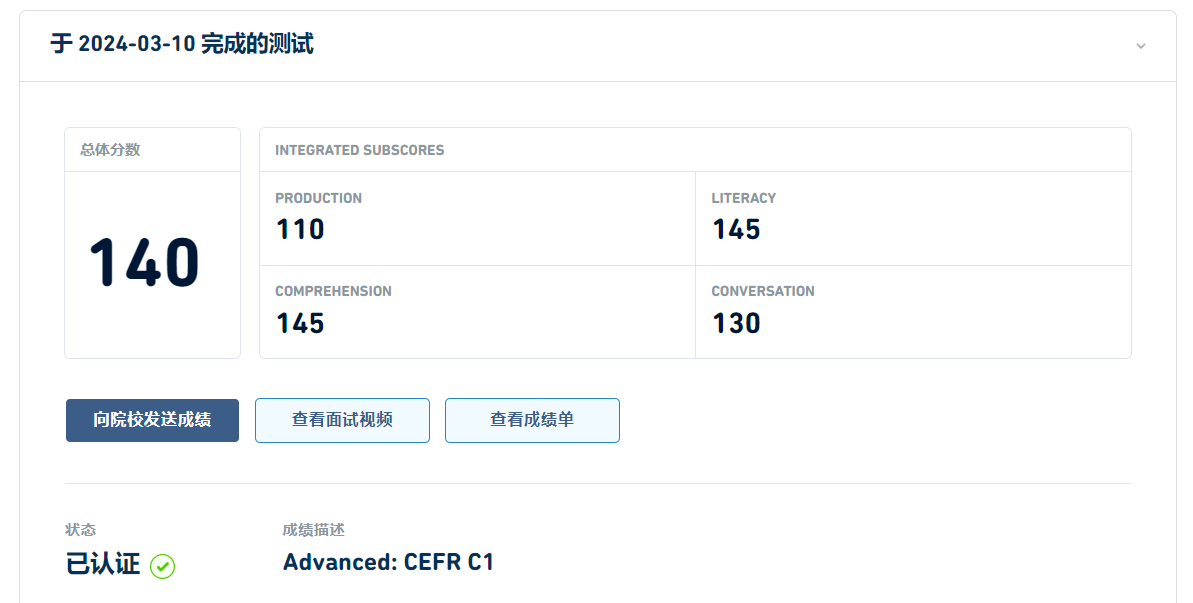 于 2024-03-10 完成的测试
总体分数
140
INTEGRATED SUBSCORES
PRODUCTION
110
LITERACY
145
COMPREHENSION
145
CONVERSATION
130
向院校发送成绩
查看面试视频
查看成绩单
状态
已认证
成绩描述
Advanced: CEFR C1